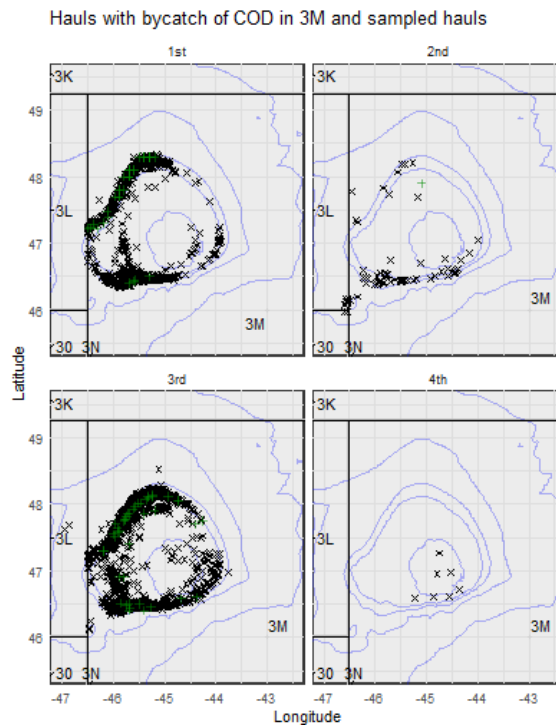 Hauls with bycatch of COD in 3M and sampled hauls
1st
2nd
3K
3K
49
48
3L
3L
47
46
3M
30 3N
30 3N
3M
Latitude
3rd
4th
3K
3K
49
48
3L
3L
47
46
3M
3M
30 3N
30 3N
-47 -46 -45 -44 -43
-47 -46 -45 -44 -43
Longitude